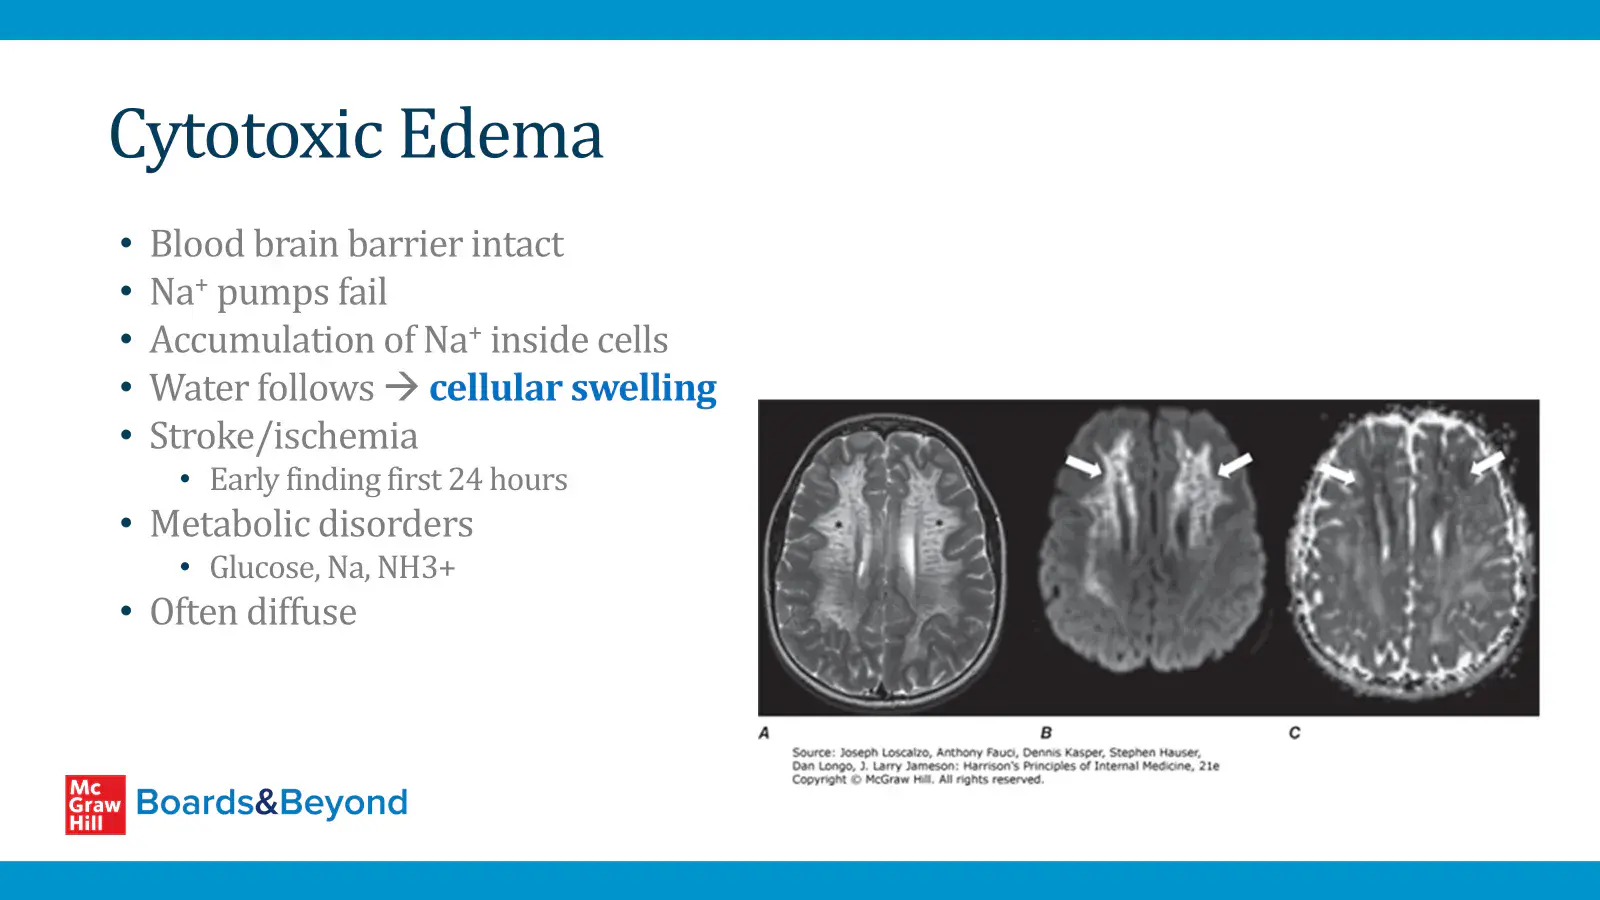 Cytotoxic Edema
• Blood brain barrier intact
• Na⁺ pumps fail
• Accumulation of Na⁺ inside cells
• Water follows → cellular swelling
• Stroke/ischemia
• Early finding first 24 hours
• Metabolic disorders
• Glucose, Na, NH3+
• Often diffuse
A B C
Source: Joseph Loscalzo, Anthony Fauci, Dennis Kasper, Stephen Hauser,
Dan Longo, J. Larry Jameson: Harrison's Principles of Internal Medicine, 21e
Copyright © McGraw Hill. All rights reserved.
Mc
Graw
Hill
Boards&Beyond